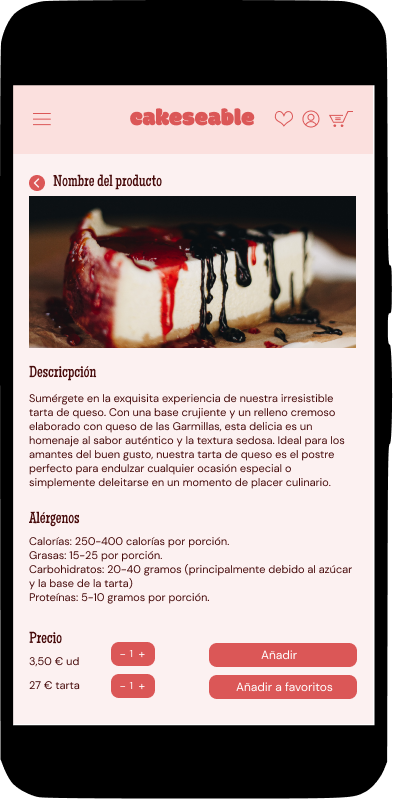 cakeseable
Nombre del producto
Descricpción
Sumérgete en la exquisita experiencia de nuestra irresistible
tarta de queso. Con una base crujiente y un relleno cremoso
elaborado con queso de las Garmillas, esta delicia es un
homenaje al sabor auténtico y la textura sedosa. Ideal para los
amantes del buen gusto, nuestra tarta de queso es el postre
perfecto para endulzar cualquier ocasión especial o
simplemente deleitarse en un momento de placer culinario.
Alérgenos
Calorías: 250-400 calorías por porción.
Grasas: 15-25 por porción.
Carbohidratos: 20-40 gramos (principalmente debido al azúcar
y la base de la tarta)
Proteínas: 5-10 gramos por porción.
Precio
3,50 € ud
- 1 +
Añadir
27 € tarta
- 1 +
Añadir a favoritos